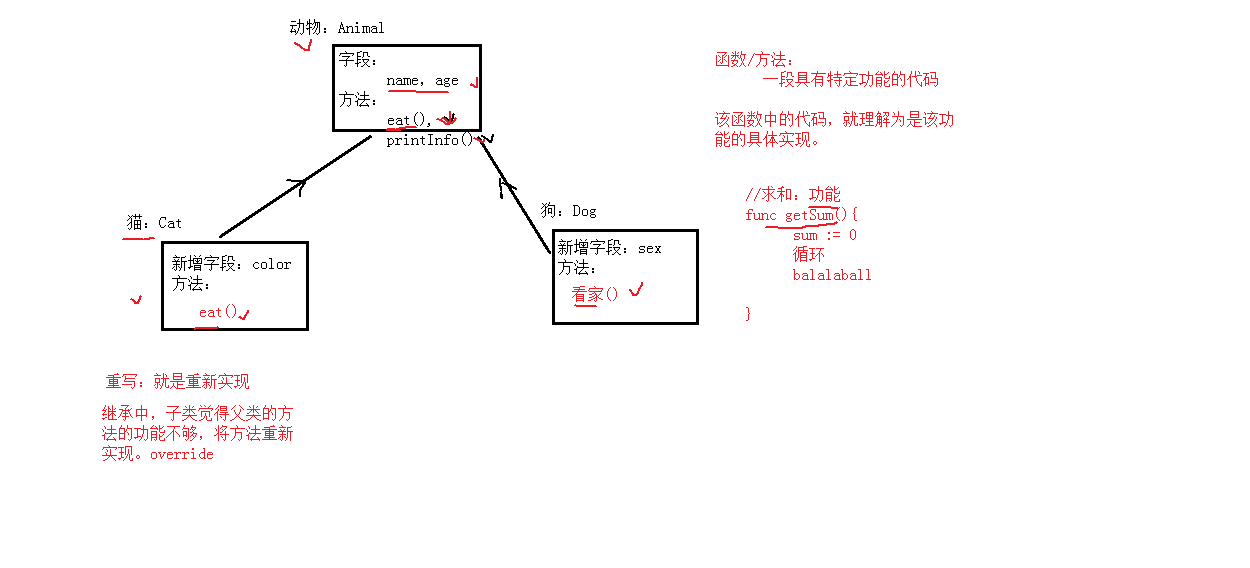 动物：Animal
字段：
name，age
方法：
eat(),
printInfo()
猫：Cat
新增字段：color
方法：
eat()
狗：Dog
新增字段：sex
方法：
看家()
重写：就是重新实现
继承中，子类觉得父类的方
法的功能不够，将方法重新
实现。override
函数/方法：
一段具有特定功能的代码
该函数中的代码，就理解为是该功
能的具体实现。
//求和：功能
func getSum(){
sum := 0
循环
balalaball
}